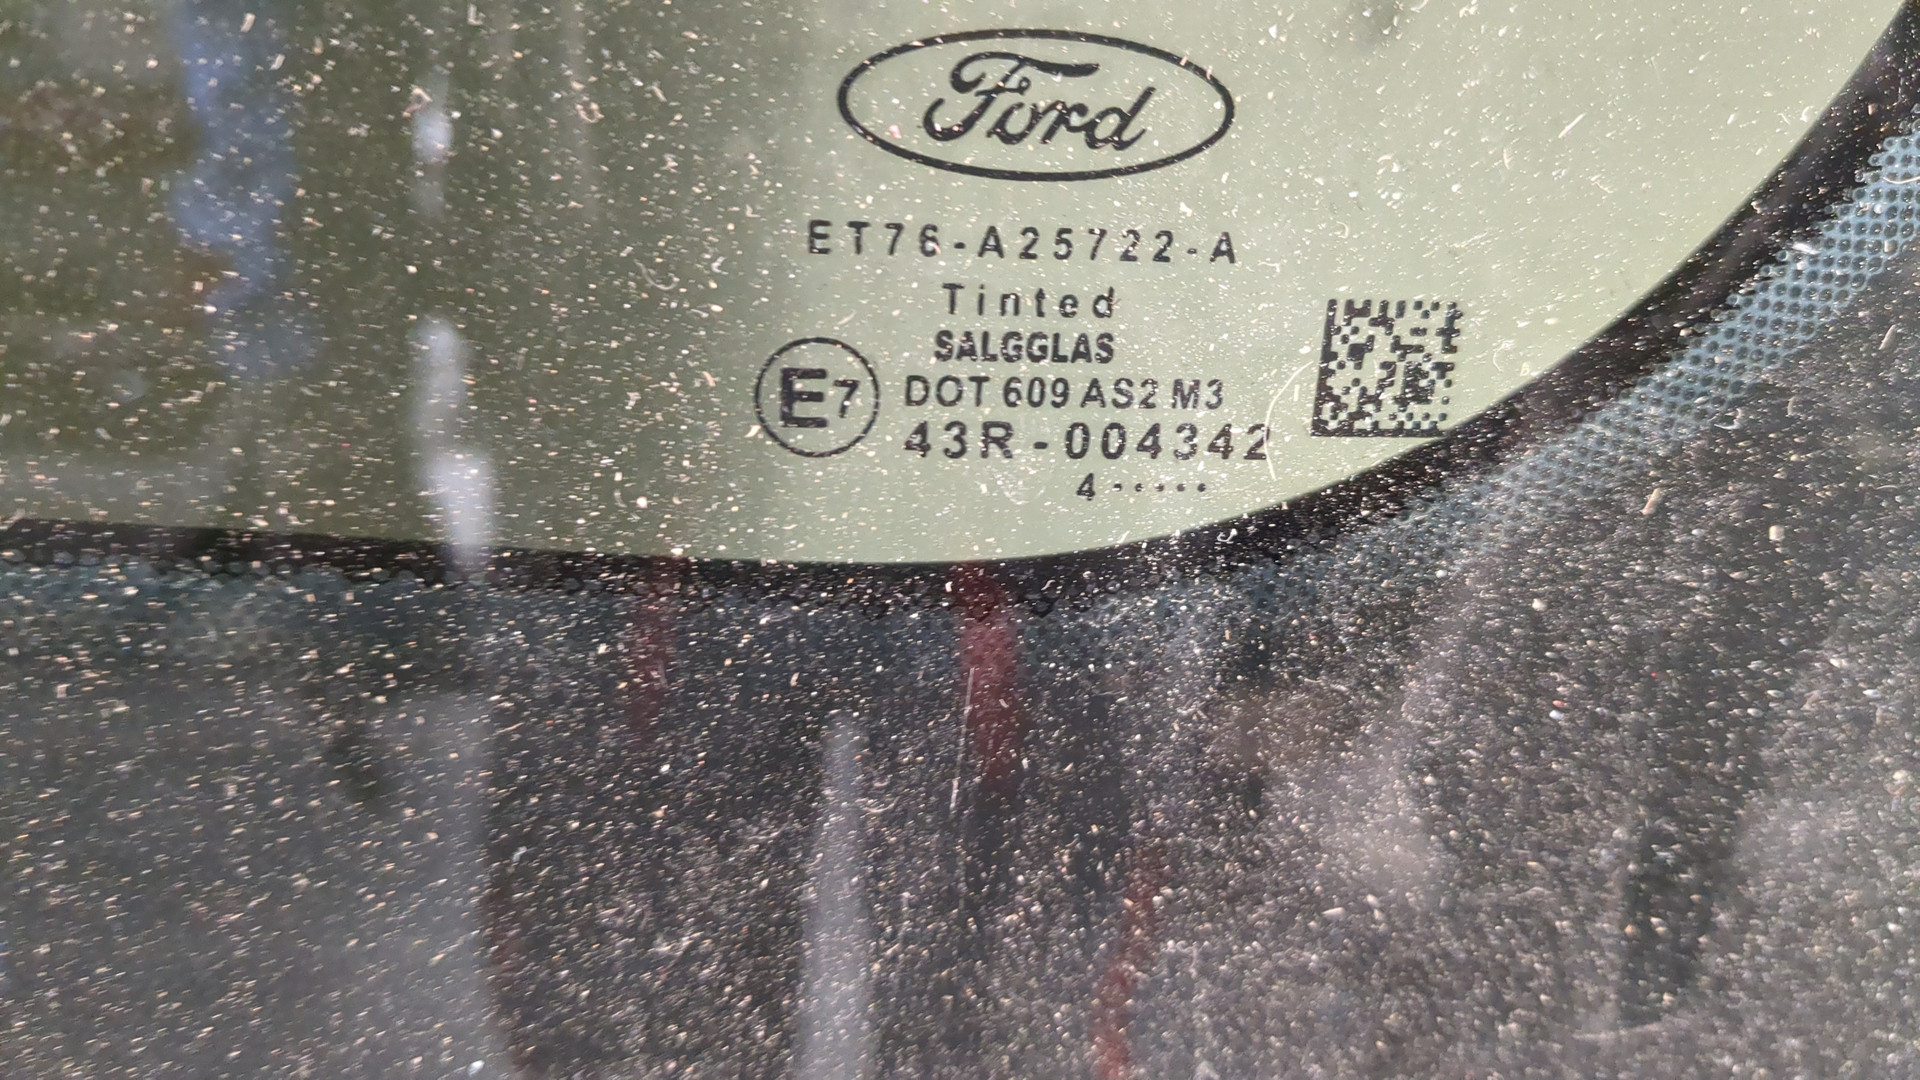 Ford
ET76-A25722-A
Tinted
SALGGLAS
E7
DOT 609 AS2 M3
43R-004342
4 ·····